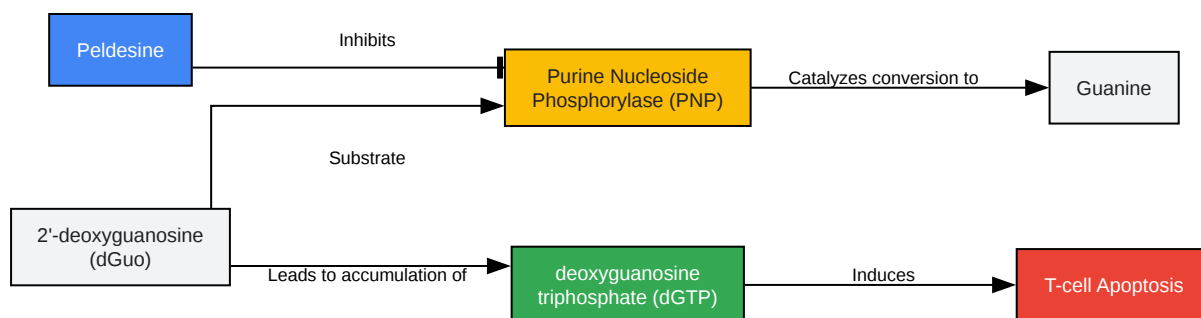 Peldesine
Inhibits
Purine Nucleoside
Phosphorylase (PNP)
Catalyzes conversion to
Guanine
Substrate
2'-deoxyguanosine
(dGuo)
Leads to accumulation of
deoxyguanosine
triphosphate (dGTP)
Induces
T-cell Apoptosis